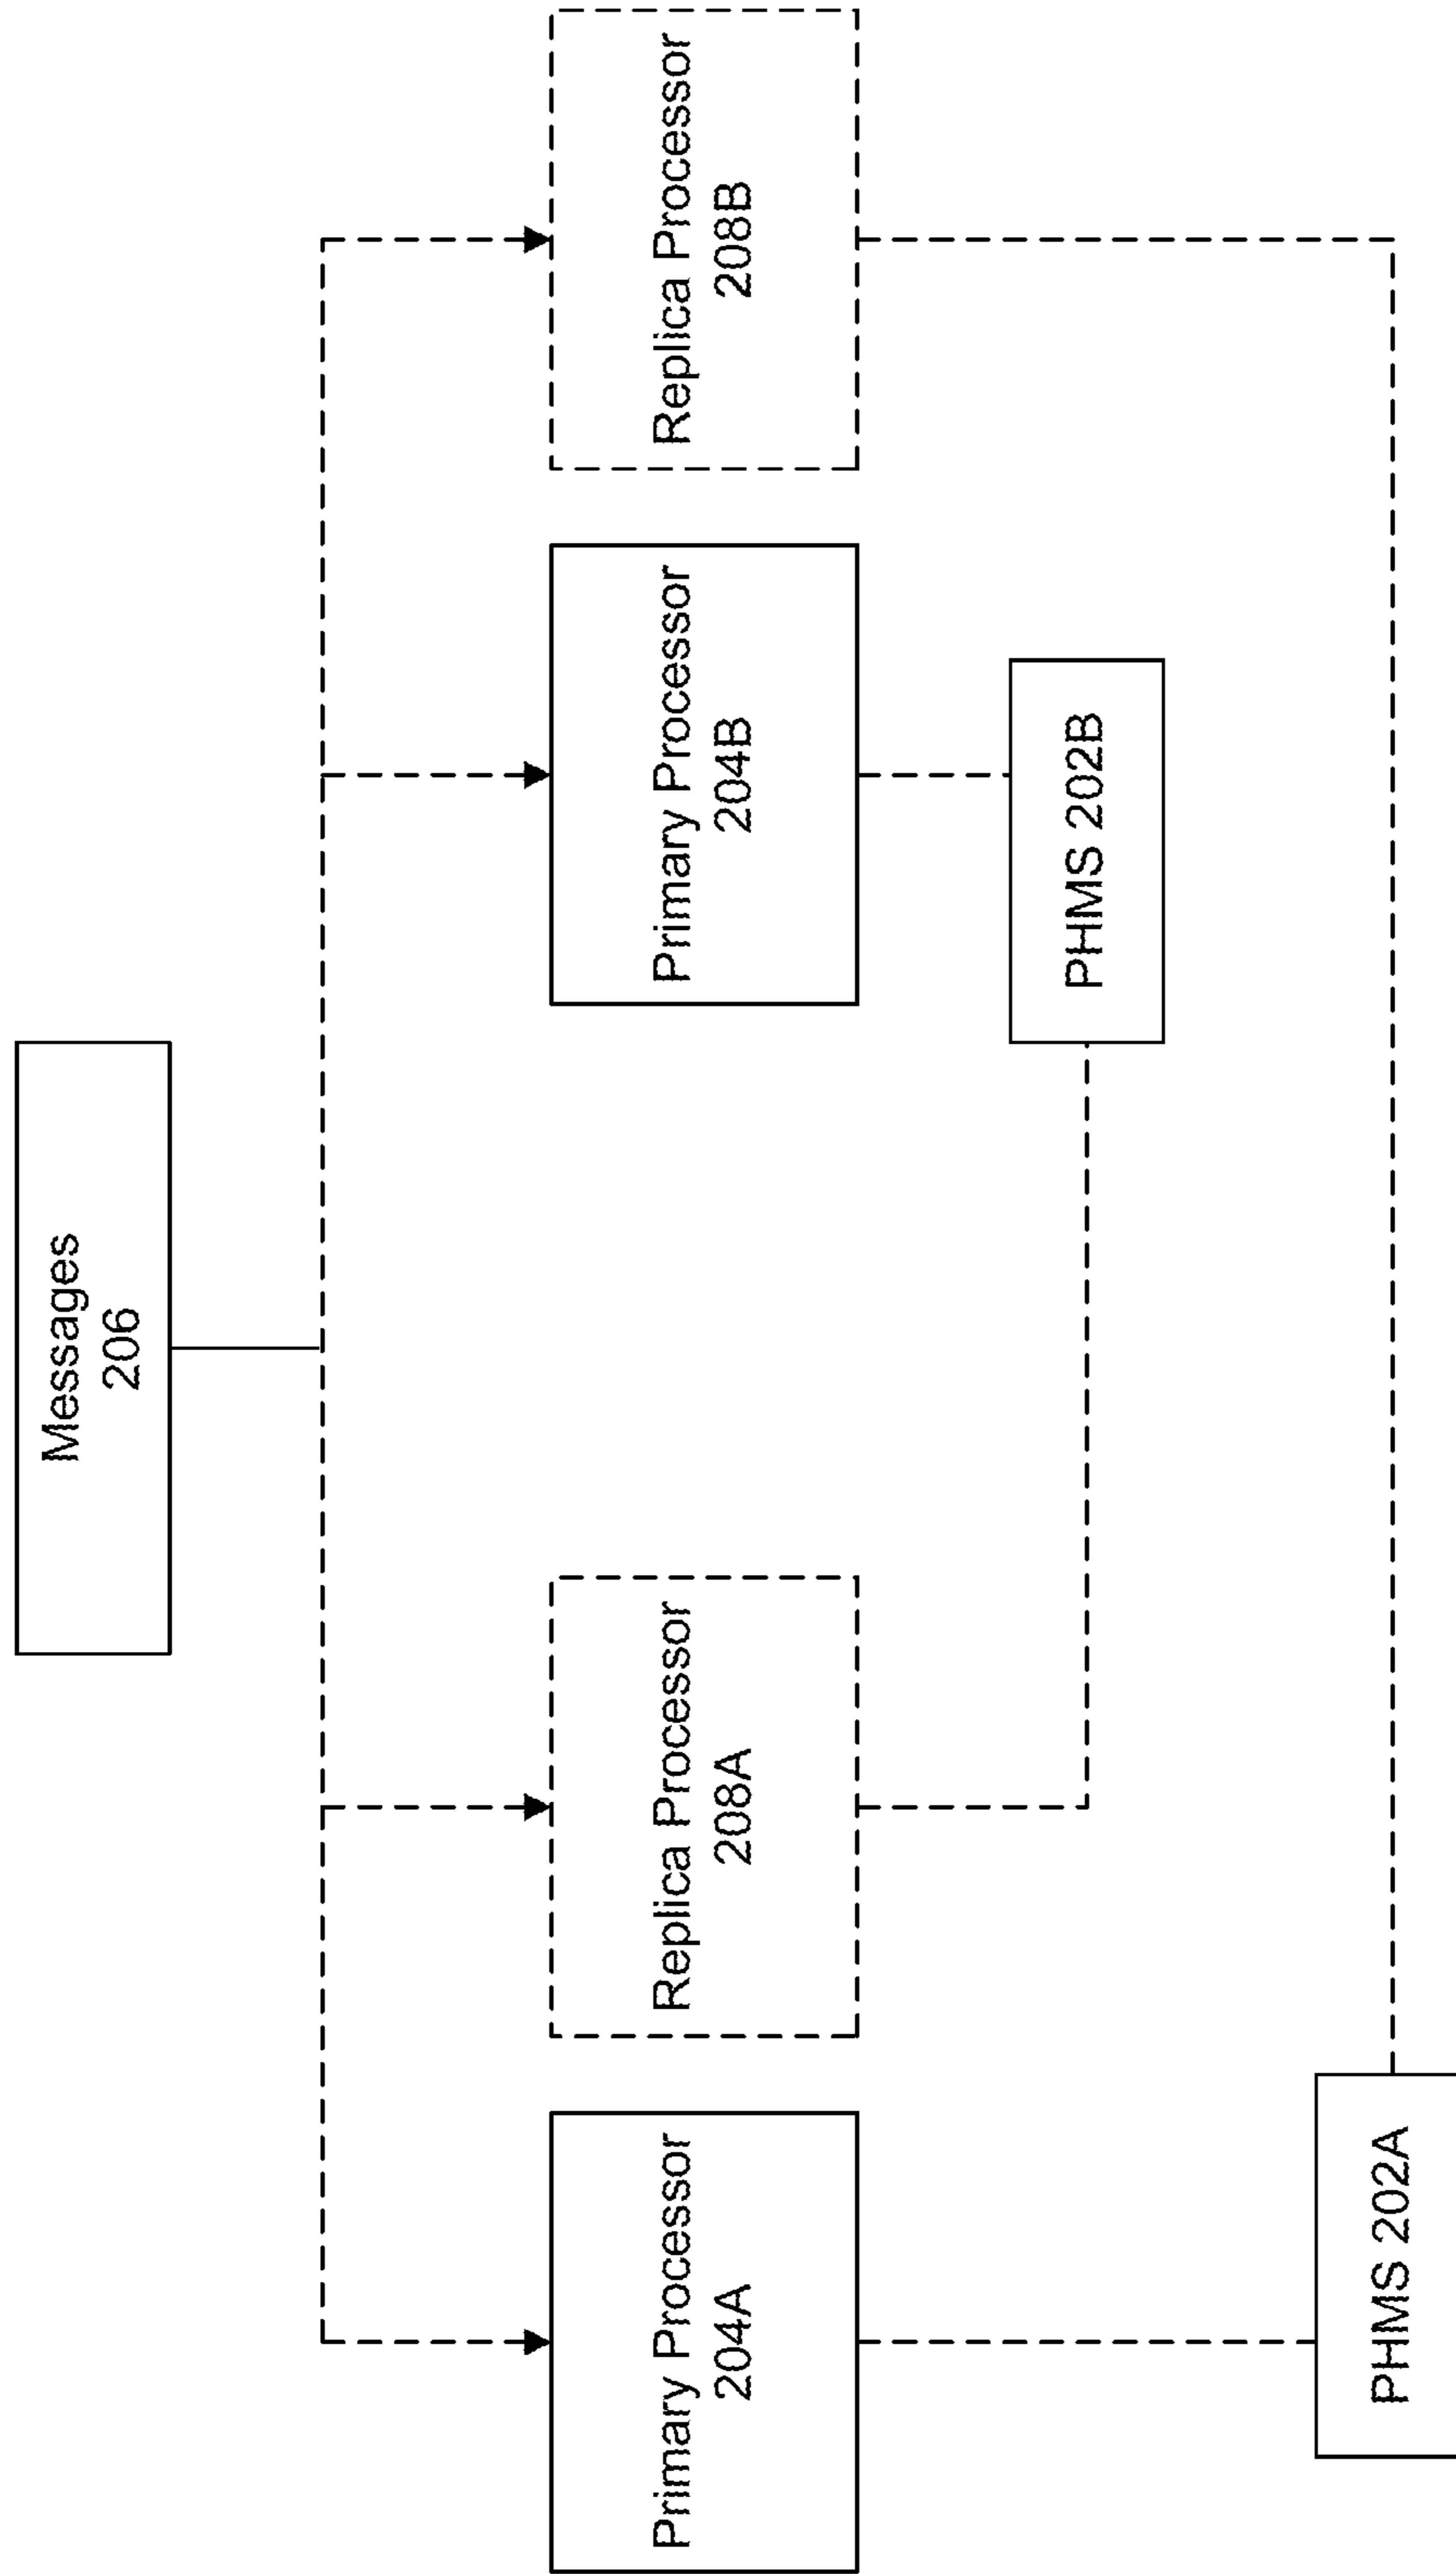 Messages
206
Primary Processor
204A
Replica Processor
208A
Primary Processor
204B
Replica Processor
208B
PHMS 202B
PHMS 202A